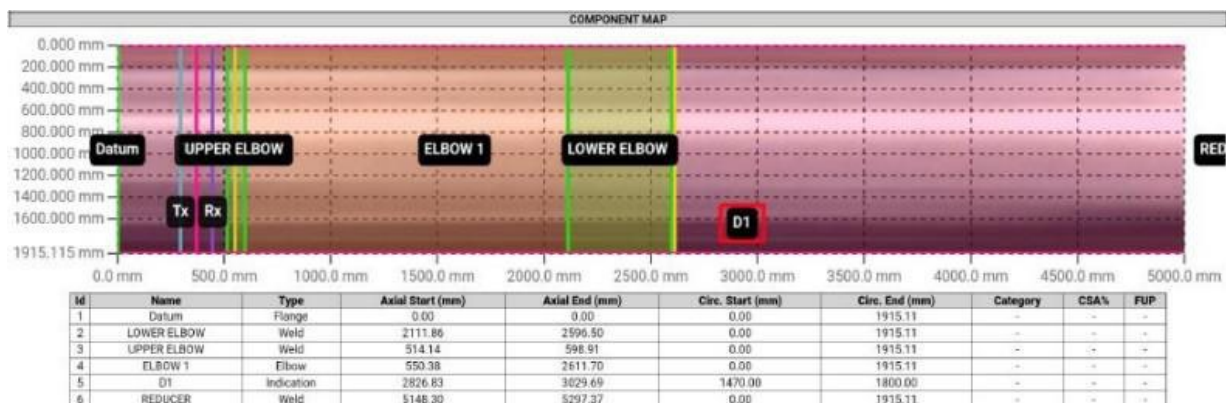 COMPONENT MAP
0.000 mm
200.000 mm
400.000 mm
600.000 mm
800.000 mm
1000.000 mm
1200.000 mm
1400.000 mm
1600.000 mm
1915.115 mm
Datum UPPER ELBOW ELBOW 1 LOWER ELBOW RED
Tx Rx D1
0.0 mm 500.0 mm 1000.0 mm 1500.0 mm 2000.0 mm 2500.0 mm 3000.0 mm 3500.0 mm 4000.0 mm 4500.0 mm 5000.0 mm
Id Name Type Axial Start (mm) Axial End (mm) Circ. Start (mm) Circ. End (mm) Category CSA% FUP
1 Datum Flange 0.00 0.00 0.00 1915.11 - - -
2 LOWER ELBOW Weld 2111.86 2596.50 0.00 1915.11 - - -
3 UPPER ELBOW Weld 514.14 598.91 0.00 1915.11 - - -
4 ELBOW 1 Elbow 550.38 2611.70 0.00 1915.11 - - -
5 D1 Indication 2826.83 3029.69 1470.00 1800.00 - - -
6 REDUCER Weld 5148.30 5297.37 0.00 1915.11 - - -